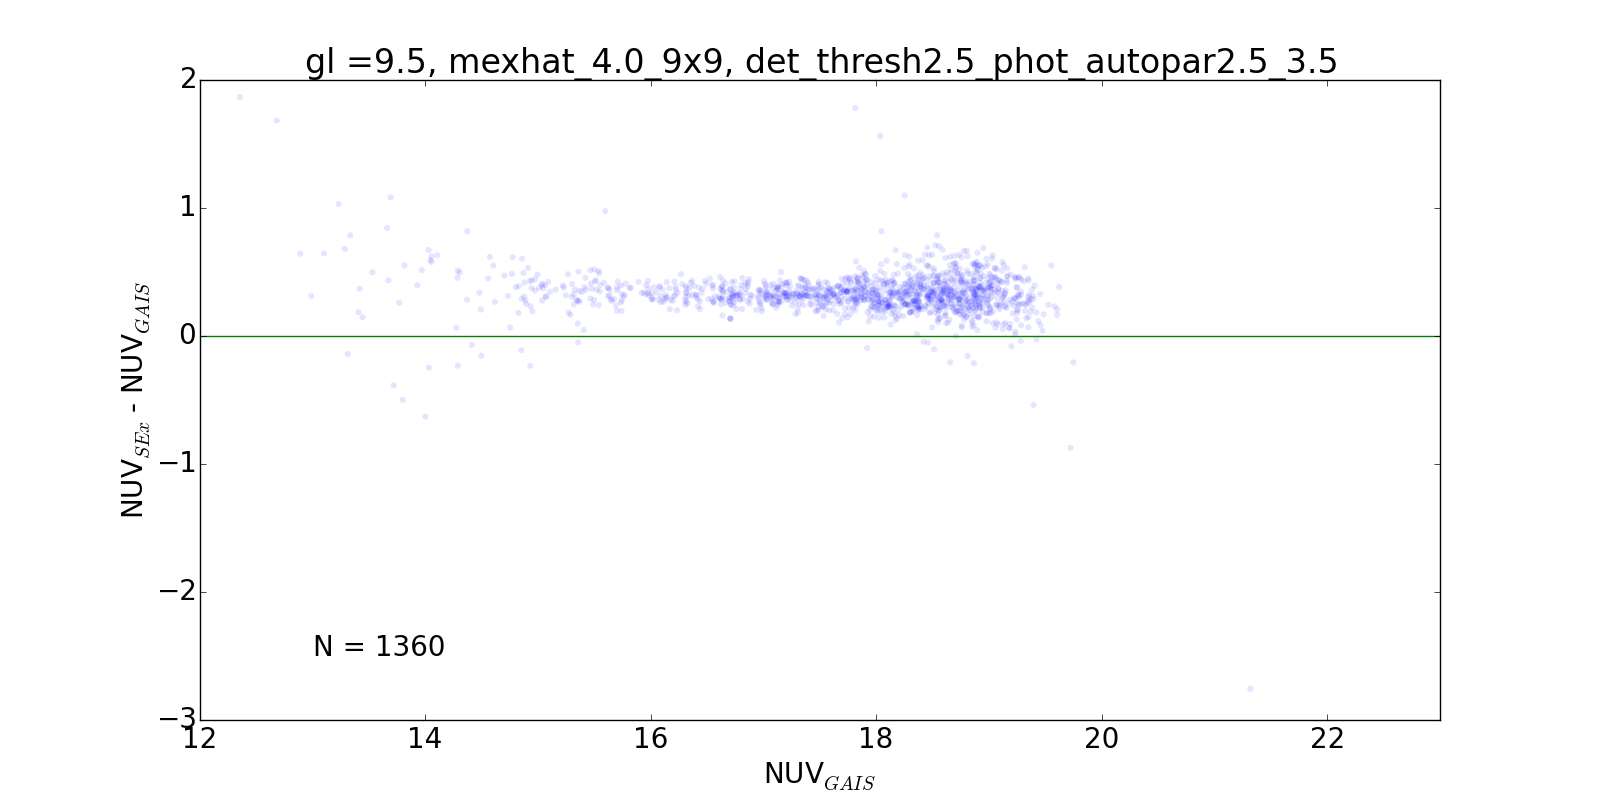 gl =9.5, mexhat_4.0_9x9, det_thresh2.5_phot_autopar2.5_3.5
2
1
0
−1
−2
−3
NUV_SEx - NUV_GAIS
N = 1360
12 14 16 18 20 22
NUV_GAIS